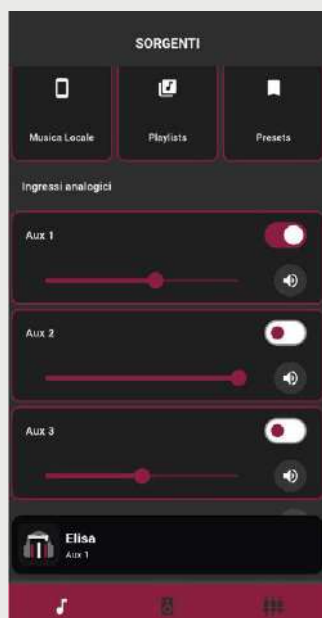 SORGENTI
Musica Locale
Playlists
Presets
Ingressi analogici
Aux 1
Aux 2
Aux 3
Elisa
Aux 1